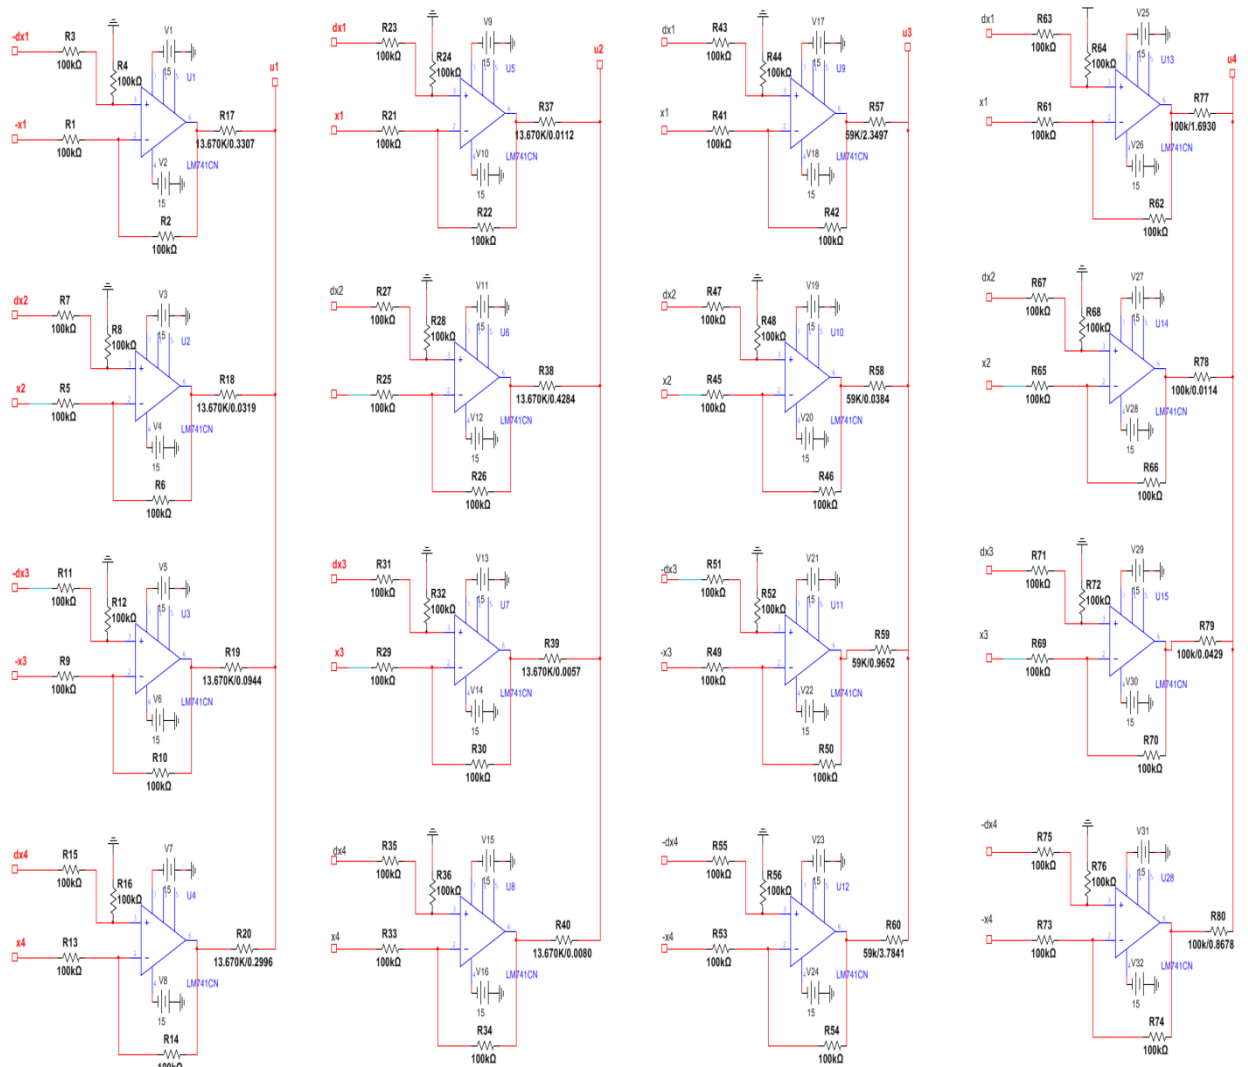 -dx1
R3
100kΩ
R4
100kΩ
V1
15
U1
u1
-x1
R1
100kΩ
3
2
6
7
1
5
4
R17
13.670K/0.3307
LM741CN
V2
15
R2
100kΩ
dx1
R23
100kΩ
R24
100kΩ
V9
15
U5
u2
x1
R21
100kΩ
R37
13.670K/0.0112
LM741CN
V10
15
R22
100kΩ
dx1
R43
100kΩ
R44
100kΩ
V17
15
U9
u3
x1
R41
100kΩ
R57
59K/2.3497
LM741CN
V18
15
R42
100kΩ
dx1
R63
100kΩ
R64
100kΩ
V25
15
U13
u4
x1
R61
100kΩ
R77
100k/1.6930
LM741CN
V26
15
R62
100kΩ
dx2
R7
100kΩ
R8
100kΩ
V3
15
U2
x2
R5
100kΩ
R18
13.670K/0.0319
LM741CN
V4
15
R6
100kΩ
dx2
R27
100kΩ
R28
100kΩ
V11
15
U6
R25
100kΩ
R38
13.670K/0.4284
LM741CN
V12
15
R26
100kΩ
dx2
R47
100kΩ
R48
100kΩ
V19
15
U10
x2
R45
100kΩ
R58
59K/0.0384
LM741CN
V20
15
R46
100kΩ
dx2
R67
100kΩ
R68
100kΩ
V27
15
U14
x2
R65
100kΩ
R78
100k/0.0114
LM741CN
V28
15
R66
100kΩ
-dx3
R11
100kΩ
R12
100kΩ
V5
15
U3
-x3
R9
100kΩ
R19
13.670K/0.0944
LM741CN
V6
15
R10
100kΩ
dx3
R31
100kΩ
R32
100kΩ
V13
15
U7
x3
R29
100kΩ
R39
13.670K/0.0057
LM741CN
V14
15
R30
100kΩ
-dx3
R51
100kΩ
R52
100kΩ
V21
15
U11
-x3
R49
100kΩ
R59
59K/0.9652
LM741CN
V22
15
R50
100kΩ
dx3
R71
100kΩ
R72
100kΩ
V29
15
U15
x3
R69
100kΩ
R79
100k/0.0429
LM741CN
V30
15
R70
100kΩ
dx4
R15
100kΩ
R16
100kΩ
V7
15
U4
x4
R13
100kΩ
R20
13.670K/0.2996
LM741CN
V8
15
R14
100kΩ
dx4
R35
100kΩ
R36
100kΩ
V15
15
U8
x4
R33
100kΩ
R40
13.670K/0.0080
LM741CN
V16
15
R34
100kΩ
-dx4
R55
100kΩ
R56
100kΩ
V23
15
U12
-x4
R53
100kΩ
R60
59k/3.7841
LM741CN
V24
15
R54
100kΩ
-dx4
R75
100kΩ
R76
100kΩ
V31
15
U28
-x4
R73
100kΩ
R80
100k/0.8678
LM741CN
V32
15
R74
100kΩ